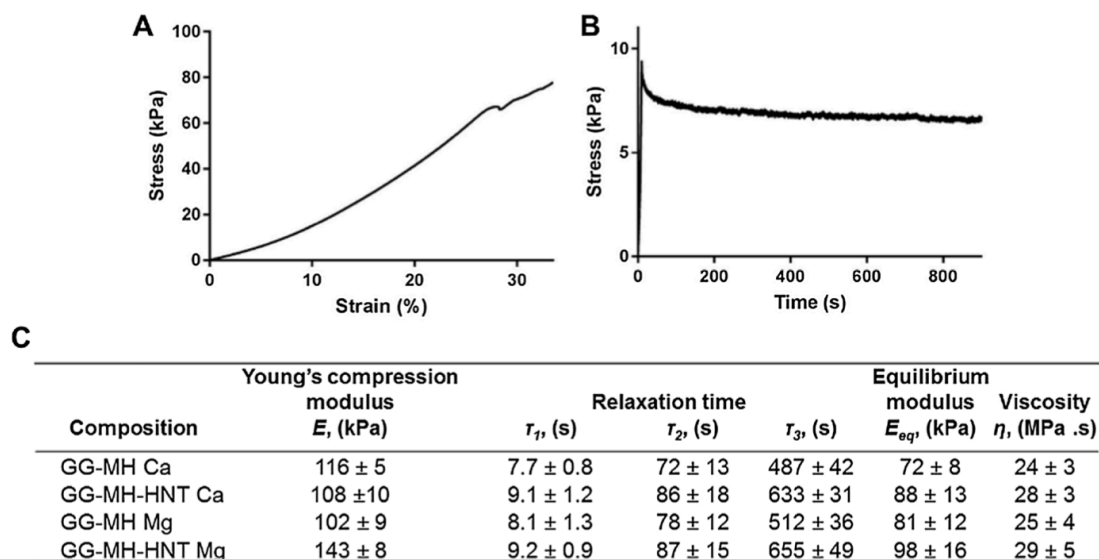 A
Stress (kPa)
100
80
60
40
20
0
0 10 20 30
Strain (%)
B
Stress (kPa)
10
5
0
0 200 400 600 800
Time (s)
C
Young's compression Equilibrium
modulus Relaxation time modulus Viscosity
Composition E, (kPa) τ1, (s) τ2, (s) τ3, (s) Eeq, (kPa) η, (MPa .s)
GG-MH Ca 116 ± 5 7.7 ± 0.8 72 ± 13 487 ± 42 72 ± 8 24 ± 3
GG-MH-HNT Ca 108 ±10 9.1 ± 1.2 86 ± 18 633 ± 31 88 ± 13 28 ± 3
GG-MH Mg 102 ± 9 8.1 ± 1.3 78 ± 12 512 ± 36 81 ± 12 25 ± 4
GG-MH-HNT Mg 143 ± 8 9.2 ± 0.9 87 ± 15 655 ± 49 98 ± 16 29 ± 5